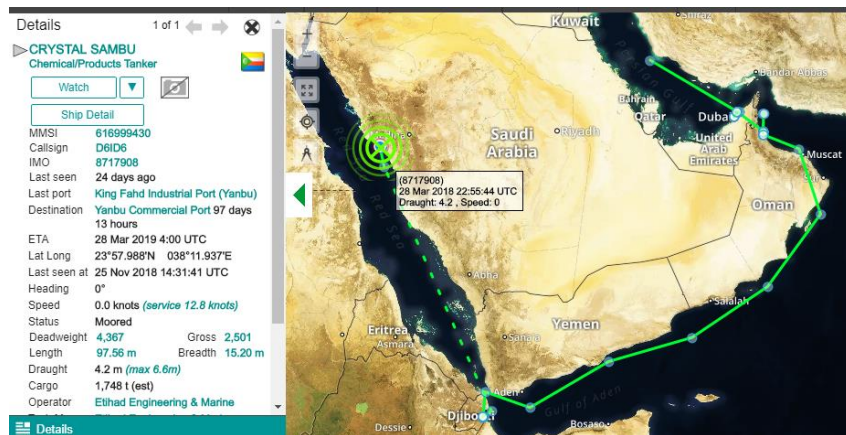 Details
1 of 1
CRYSTAL SAMBU
Chemical/Products Tanker
Watch
Ship Detail
MMSI 616999430
Callsign D6ID6
IMO 8717908
Last seen 24 days ago
Last port King Fahd Industrial Port (Yanbu)
Destination Yanbu Commercial Port 97 days
13 hours
ETA 28 Mar 2019 4:00 UTC
Lat Long 23°57.988'N 038°11.937'E
Last seen at 25 Nov 2018 14:31:41 UTC
Heading 0°
Speed 0.0 knots (service 12.8 knots)
Status Moored
Deadweight 4,367 Gross 2,501
Length 97.56 m Breadth 15.20 m
Draught 4.2 m (max 6.6m)
Cargo 1,748 t (est)
Operator Etihad Engineering & Marine
Details
Kuwait
Shiraz
Persian Gulf
Bandar Abbas
Bahrain
Qatar
Dubai
Saudi
Arabia
Riyadh
United
Arab
Emirates
Muscat
Sur
(8717908)
28 Mar 2018 22:55:44 UTC
Draught: 4.2 , Speed: 0
Red Sea
Oman
Abha
Salalah
Yemen
Eritrea
Asmara
Sanaa
Aden
Gulf of Aden
Djibouti
Dessie
Bosaso